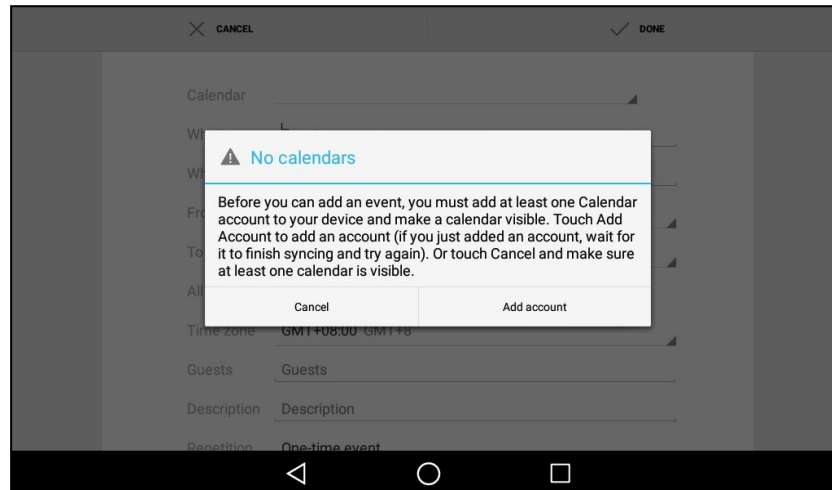 CANCEL
DONE
Calendar
No calendars
Before you can add an event, you must add at least one Calendar
account to your device and make a calendar visible. Touch Add
Account to add an account (if you just added an account, wait for
it to finish syncing and try again). Or touch Cancel and make sure
at least one calendar is visible.
Cancel
Add account
Time zone GMT+08:00 GMT+8
Guests Guests
Description Description
Repetition One-time event